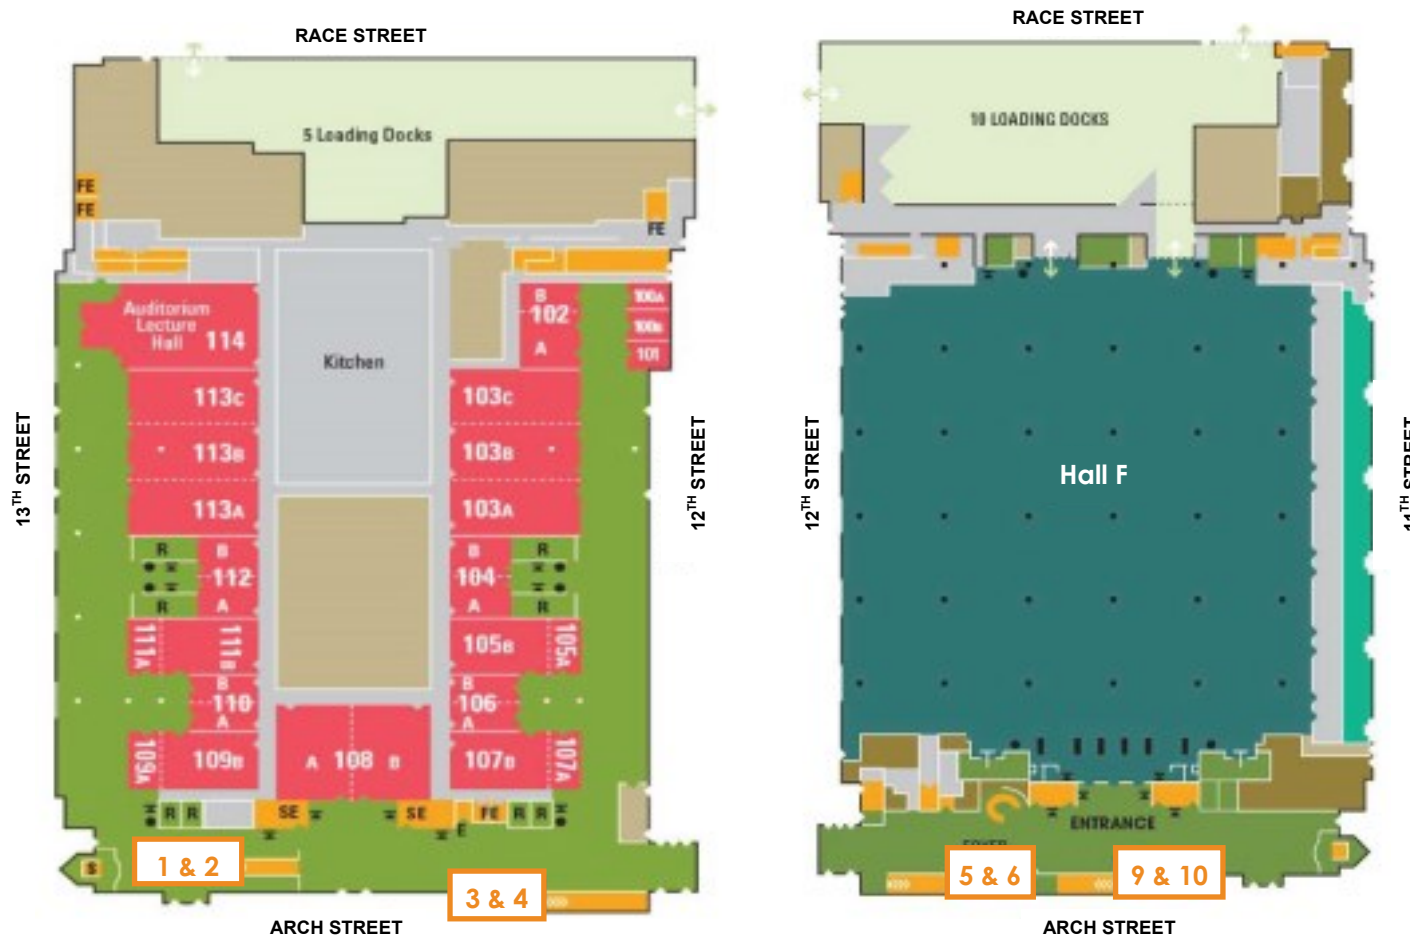 RACE STREET
5 Loading Docks
FE
FE
FE
Auditorium
Lecture
Hall 114
Kitchen
B
102
A
100A
100B
101
113C
103C
113B
103B
113A
103A
R
B
112
A
R
B
104
A
R
R
111A
111B
105B
105A
B
110
A
B
106
A
109A
109B
A 108 B
107B
107A
R R
SE
SE
E
FE
R R
S
1 & 2
3 & 4
13TH STREET
12TH STREET
ARCH STREET
RACE STREET
10 LOADING DOCKS
12TH STREET
Hall F
ENTRANCE
5 & 6
9 & 10
ARCH STREET